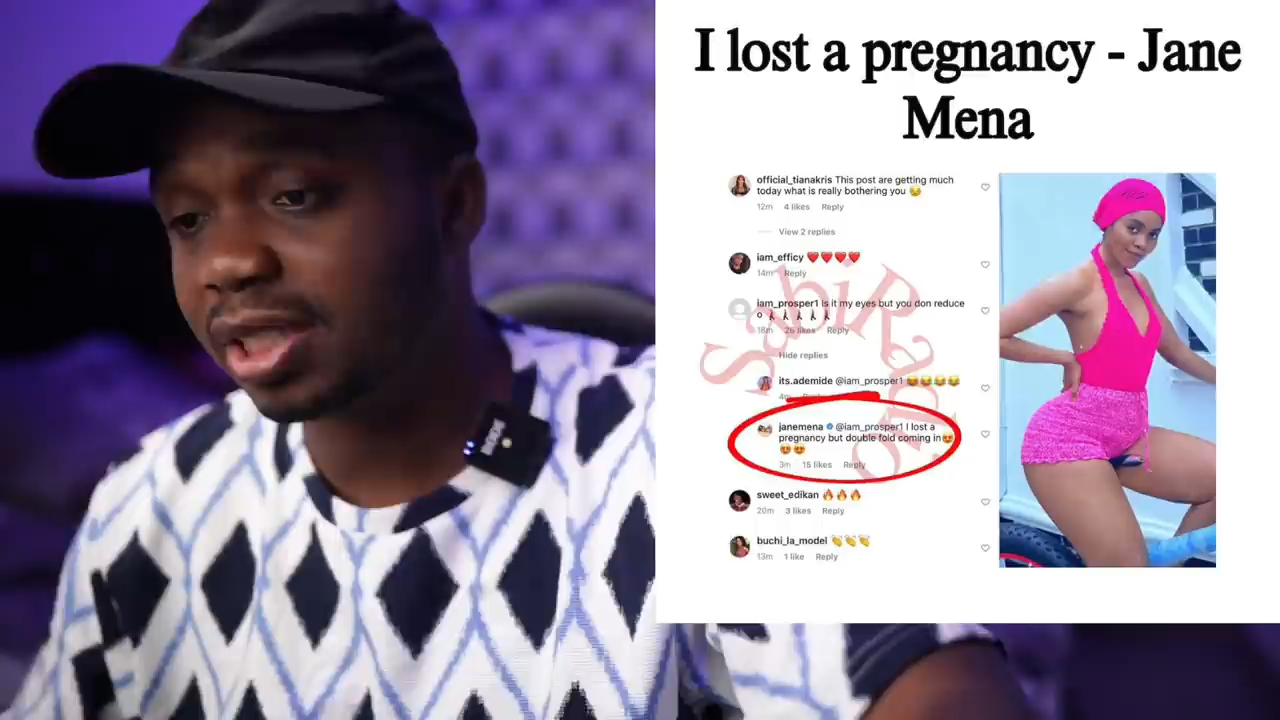 I lost a pregnancy - Jane
Mena
official_tianakris This post are getting much
today what is really bothering you 😢
12m 4 likes Reply
View 2 replies
iam_efficy ❤️❤️❤️❤️
14m Reply
iam_prosper1 is it my eyes but you don reduce
o 🚶🚶🚶🚶🚶
18m 26 likes Reply
Hide replies
its.ademide @iam_prosper1 😂😂😂😂
4m
janemena @iam_prosper1 I lost a
pregnancy but double fold coming in😍
😍😍
3m 15 likes Reply
sweet_edikan 🔥🔥🔥
20m 3 likes Reply
buchi_la_model 👏👏👏
13m 1 like Reply
SabiRadio